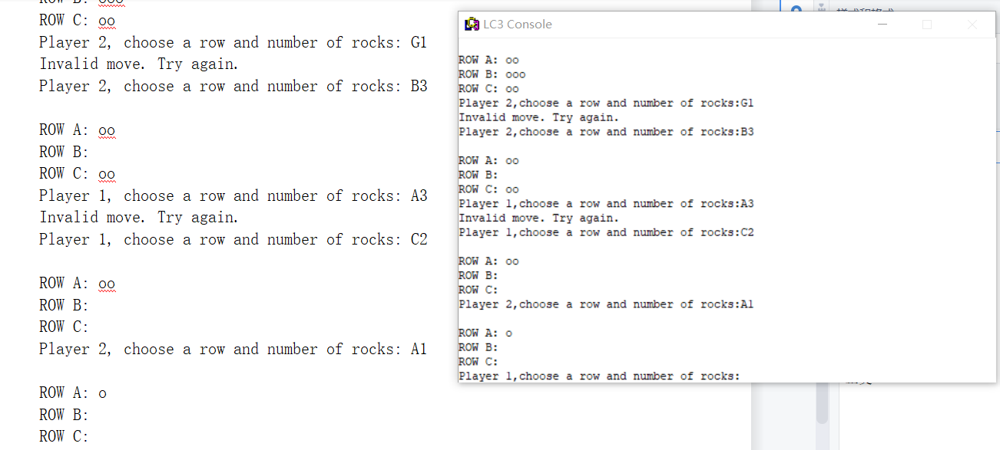 ROW B: ooo
ROW C: oo
Player 2, choose a row and number of rocks: G1
Invalid move. Try again.
Player 2, choose a row and number of rocks: B3
ROW A: oo
ROW B:
ROW C: oo
Player 1, choose a row and number of rocks: A3
Invalid move. Try again.
Player 1, choose a row and number of rocks: C2
ROW A: oo
ROW B:
ROW C:
Player 2, choose a row and number of rocks: A1
ROW A: o
ROW B:
ROW C:
LC3 Console
ROW A: oo
ROW B: ooo
ROW C: oo
Player 2,choose a row and number of rocks:G1
Invalid move. Try again.
Player 2,choose a row and number of rocks:B3
ROW A: oo
ROW B:
ROW C: oo
Player 1,choose a row and number of rocks:A3
Invalid move. Try again.
Player 1,choose a row and number of rocks:C2
ROW A: oo
ROW B:
ROW C:
Player 2,choose a row and number of rocks:A1
ROW A: o
ROW B:
ROW C:
Player 1,choose a row and number of rocks: